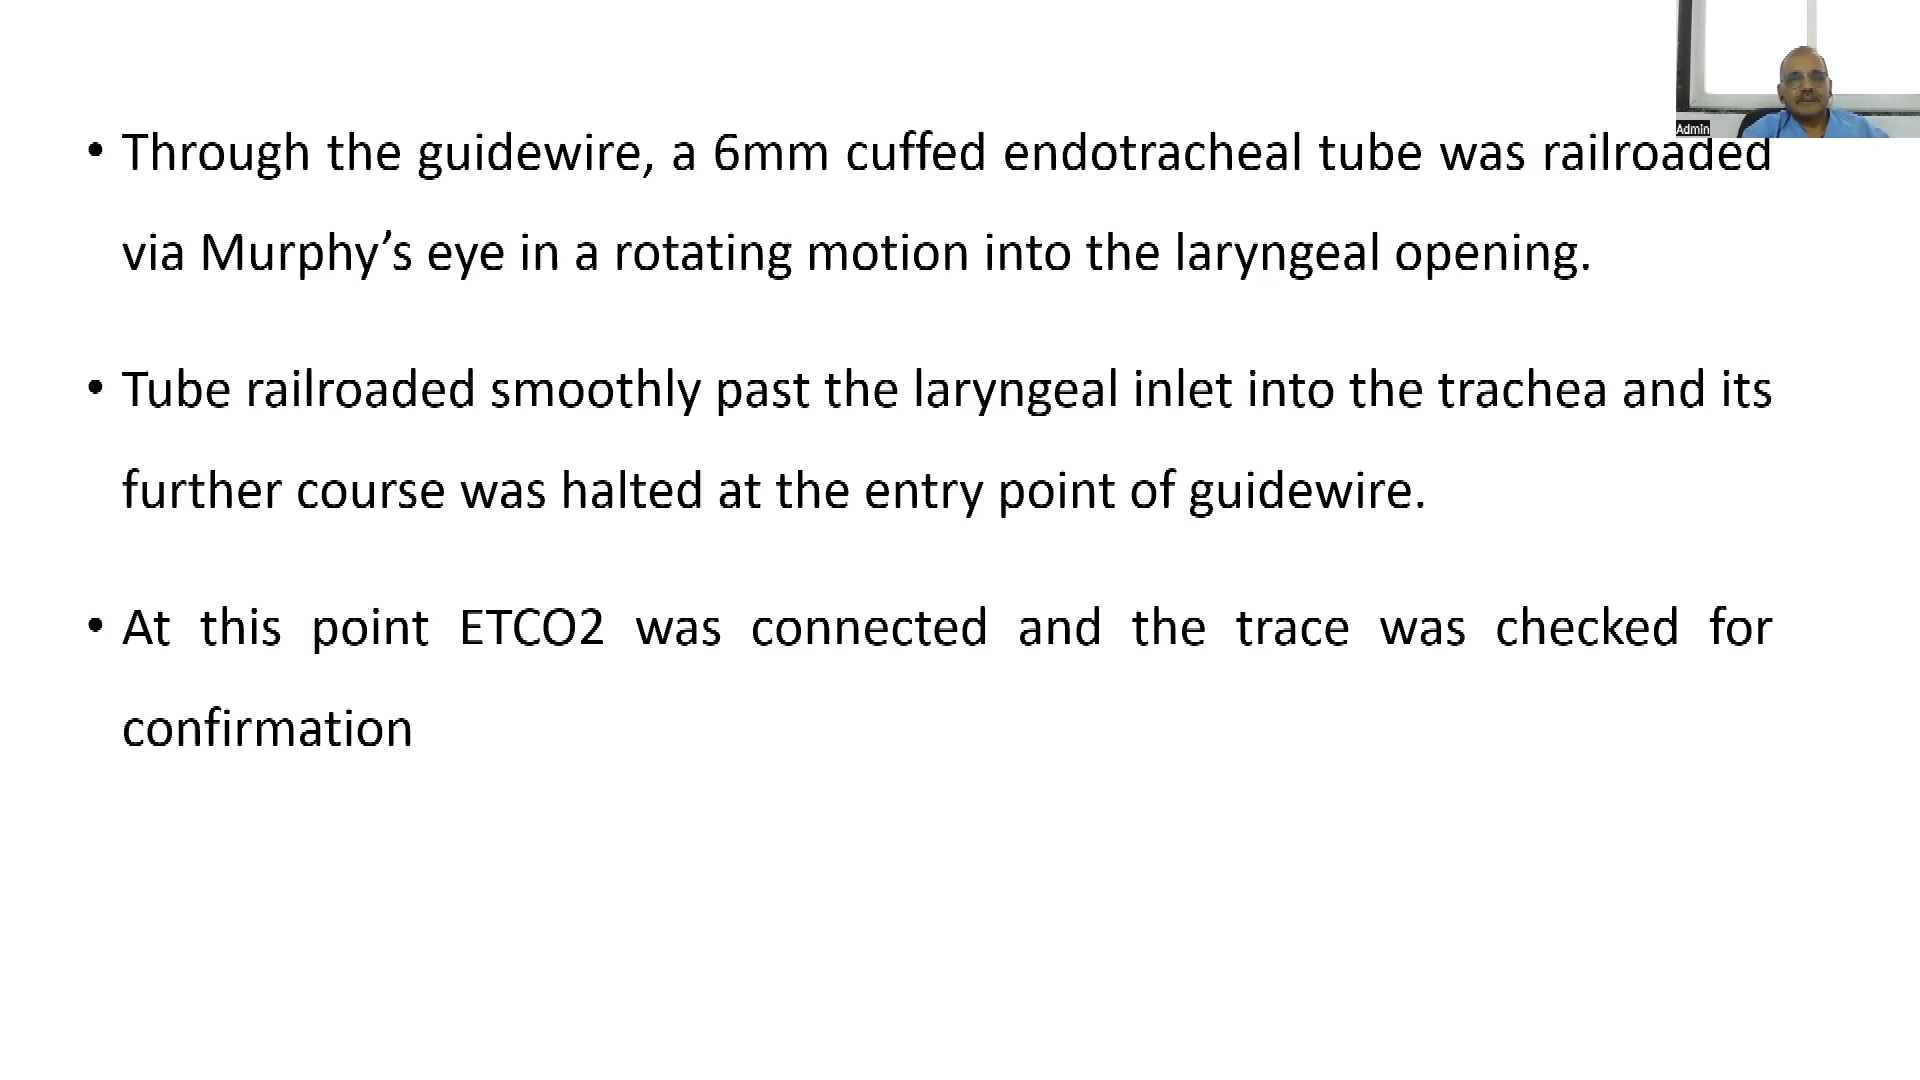 Admin
• Through the guidewire, a 6mm cuffed endotracheal tube was railroaded
via Murphy’s eye in a rotating motion into the laryngeal opening.
• Tube railroaded smoothly past the laryngeal inlet into the trachea and its
further course was halted at the entry point of guidewire.
• At this point ETCO2 was connected and the trace was checked for
confirmation